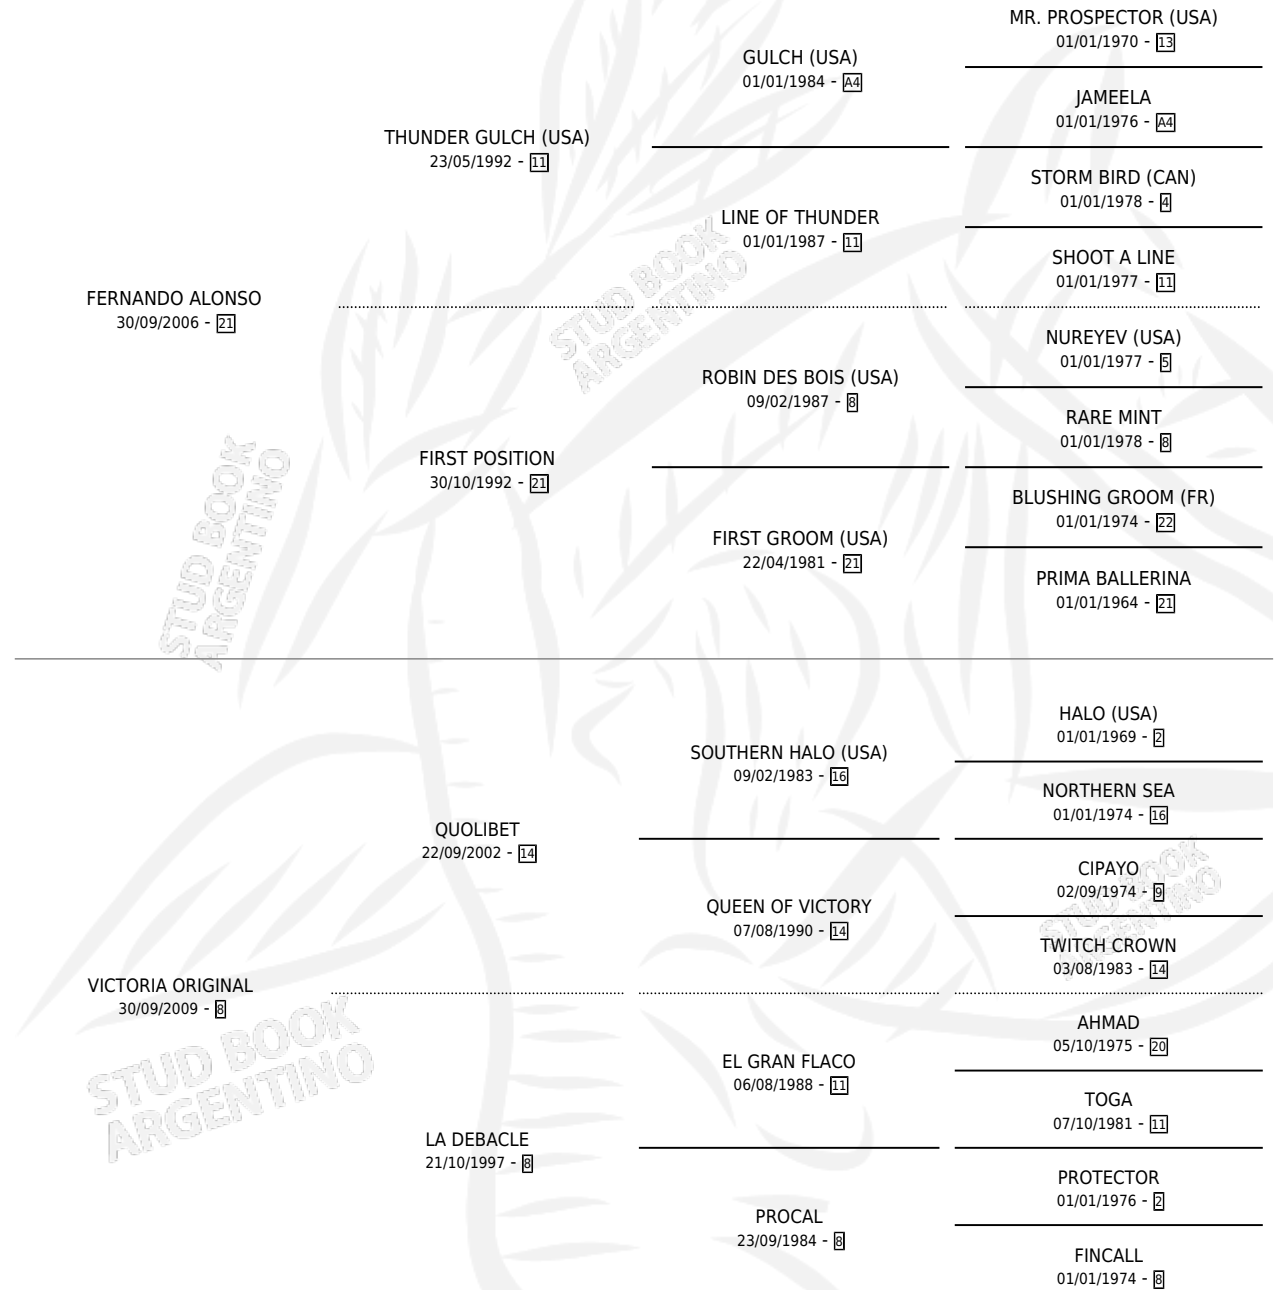 MR. PROSPECTOR (USA)
01/01/1970 - 13
GULCH (USA)
01/01/1984 - A4
JAMEELA
01/01/1976 - A4
THUNDER GULCH (USA)
23/05/1992 - 11
STORM BIRD (CAN)
01/01/1978 - 4
LINE OF THUNDER
01/01/1987 - 11
SHOOT A LINE
01/01/1977 - 11
FERNANDO ALONSO
30/09/2006 - 21
STUD BOOK
ARGENTINO
NUREYEV (USA)
01/01/1977 - 5
ROBIN DES BOIS (USA)
09/02/1987 - 8
RARE MINT
01/01/1978 - 8
FIRST POSITION
30/10/1992 - 21
BLUSHING GROOM (FR)
01/01/1974 - 22
FIRST GROOM (USA)
22/04/1981 - 21
PRIMA BALLERINA
01/01/1964 - 21
STUD BOOK
ARGENTINO
HALO (USA)
01/01/1969 - 2
SOUTHERN HALO (USA)
09/02/1983 - 16
NORTHERN SEA
01/01/1974 - 16
QUOLIBET
22/09/2002 - 14
CIPAYO
02/09/1974 - 9
QUEEN OF VICTORY
07/08/1990 - 14
TWITCH CROWN
03/08/1983 - 14
STUD BOOK
ARGENTINO
VICTORIA ORIGINAL
30/09/2009 - 8
STUD BOOK
ARGENTINO
AHMAD
05/10/1975 - 20
EL GRAN FLACO
06/08/1988 - 11
TOGA
07/10/1981 - 11
LA DEBACLE
21/10/1997 - 8
PROTECTOR
01/01/1976 - 2
PROCAL
23/09/1984 - 8
FINCALL
01/01/1974 - 8